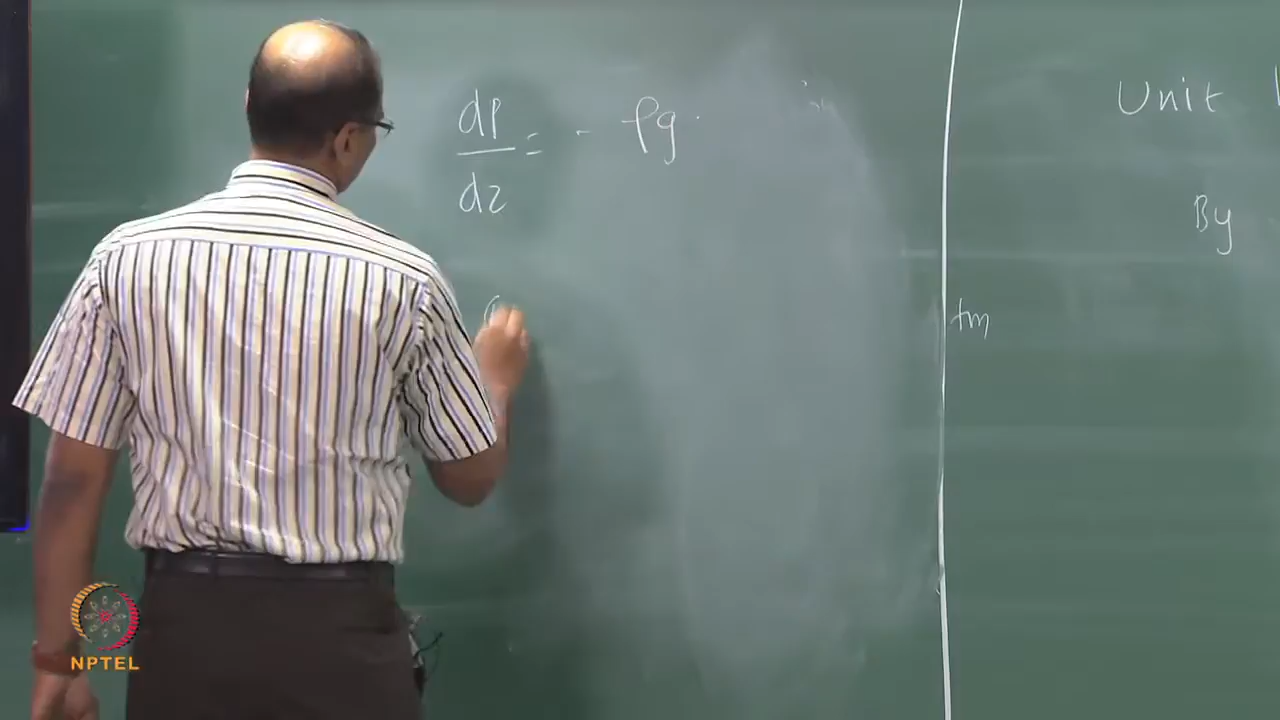 dP
— = - ρg
dz
Unit
By
tm
NPTEL